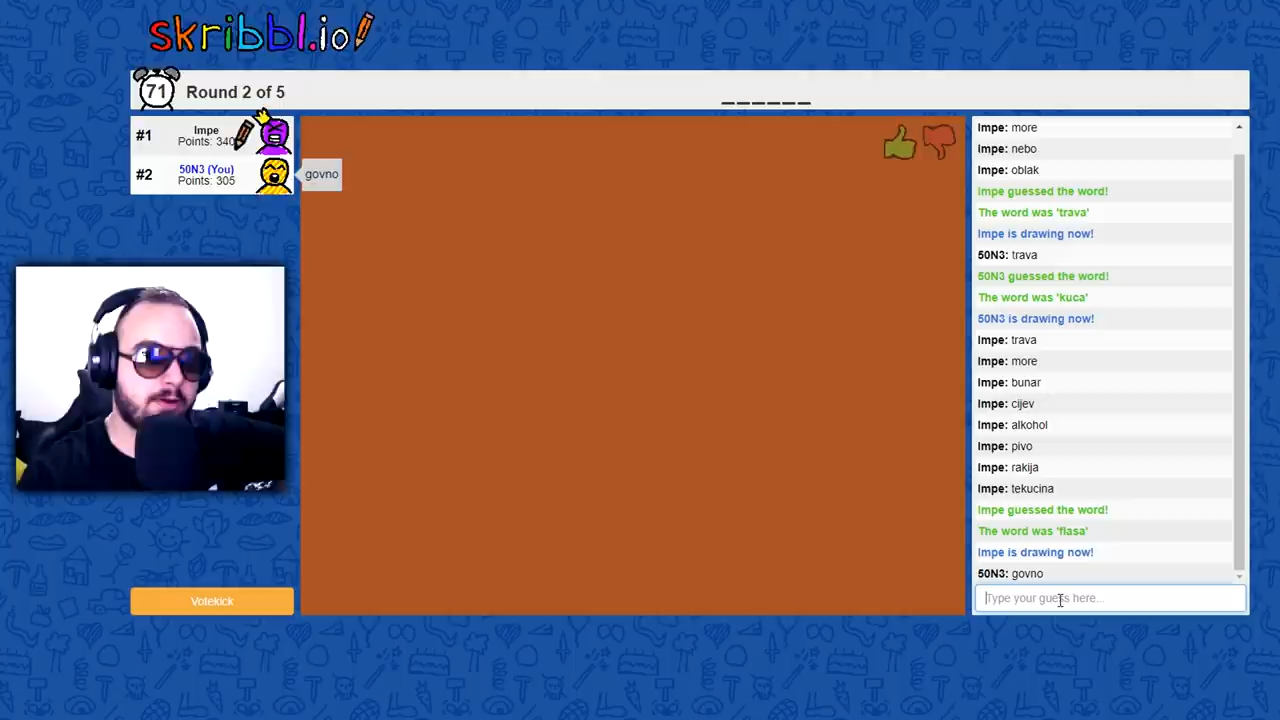 skribbl.io
71
Round 2 of 5
______
#1
Impe
Points: 340
#2
50N3 (You)
Points: 305
govno
Votekick
Impe: more
Impe: nebo
Impe: oblak
Impe guessed the word!
The word was 'trava'
Impe is drawing now!
50N3: trava
50N3 guessed the word!
The word was 'kuca'
50N3 is drawing now!
Impe: trava
Impe: more
Impe: bunar
Impe: cijev
Impe: alkohol
Impe: pivo
Impe: rakija
Impe: tekucina
Impe guessed the word!
The word was 'flasa'
Impe is drawing now!
50N3: govno
Type your guess here...